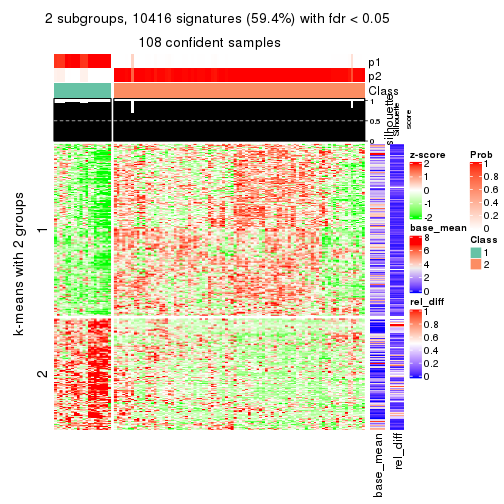 2 subgroups, 10416 signatures (59.4%) with fdr < 0.05
108 confident samples
p1
p2
Class
1
0.5
0
silhouette
Silhouette
score
k-means with 2 groups
1
2
base_mean
rel_diff
z-score
2
1
0
-1
-2
base_mean
8
6
4
2
0
rel_diff
1
0.8
0.6
0.4
0.2
0
Prob
1
0.8
0.6
0.4
0.2
0
Class
1
2